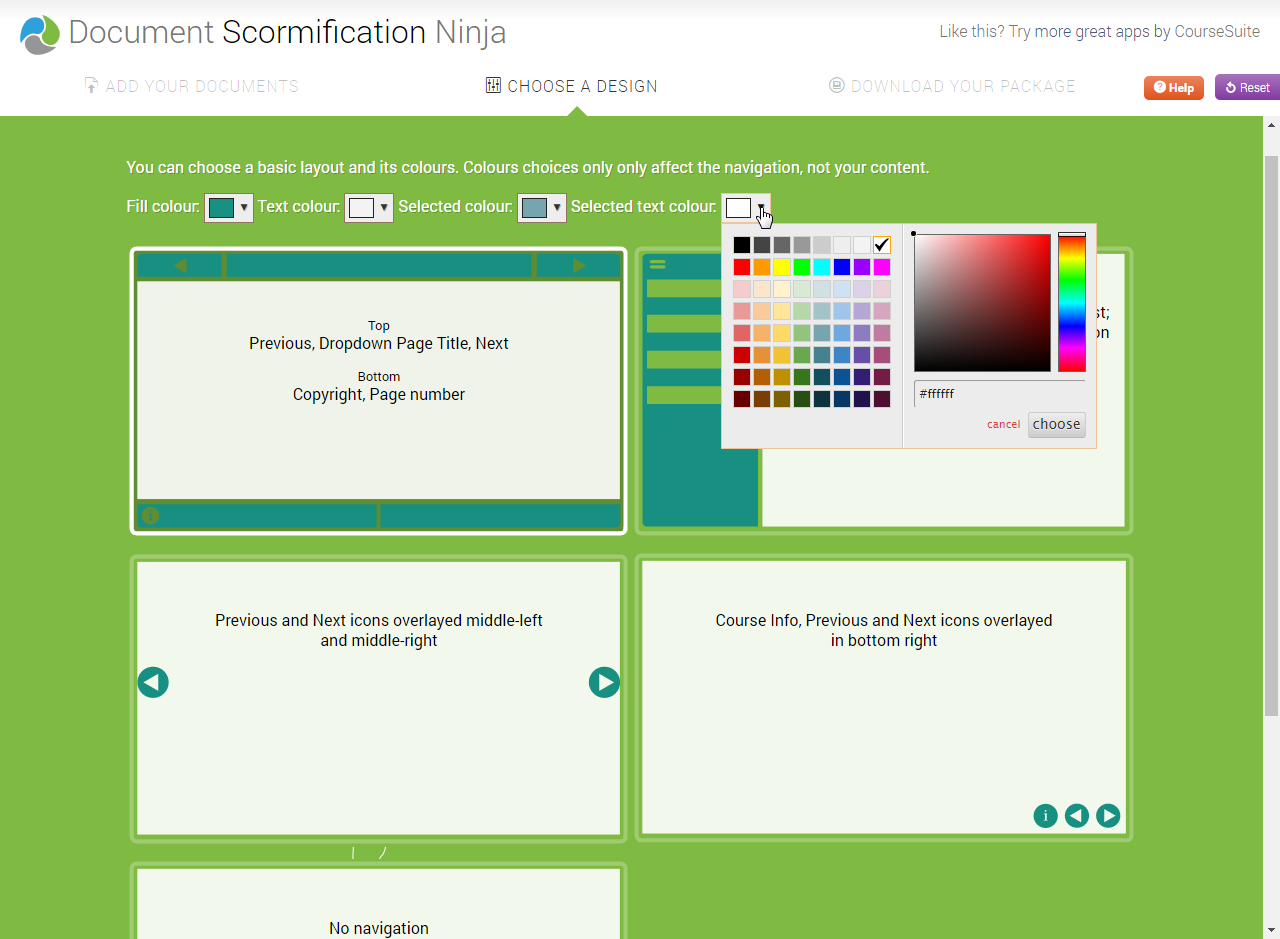 Document Scormification Ninja
Like this? Try more great apps by CourseSuite
ADD YOUR DOCUMENTS
CHOOSE A DESIGN
DOWNLOAD YOUR PACKAGE
Help
Reset
You can choose a basic layout and its colours. Colours choices only only affect the navigation, not your content.
Fill colour: Text colour: Selected colour: Selected text colour:
#ffffff
cancel choose
Top
Previous, Dropdown Page Title, Next
Bottom
Copyright, Page number
st;
on
Previous and Next icons overlayed middle-left
and middle-right
Course Info, Previous and Next icons overlayed
in bottom right
No navigation